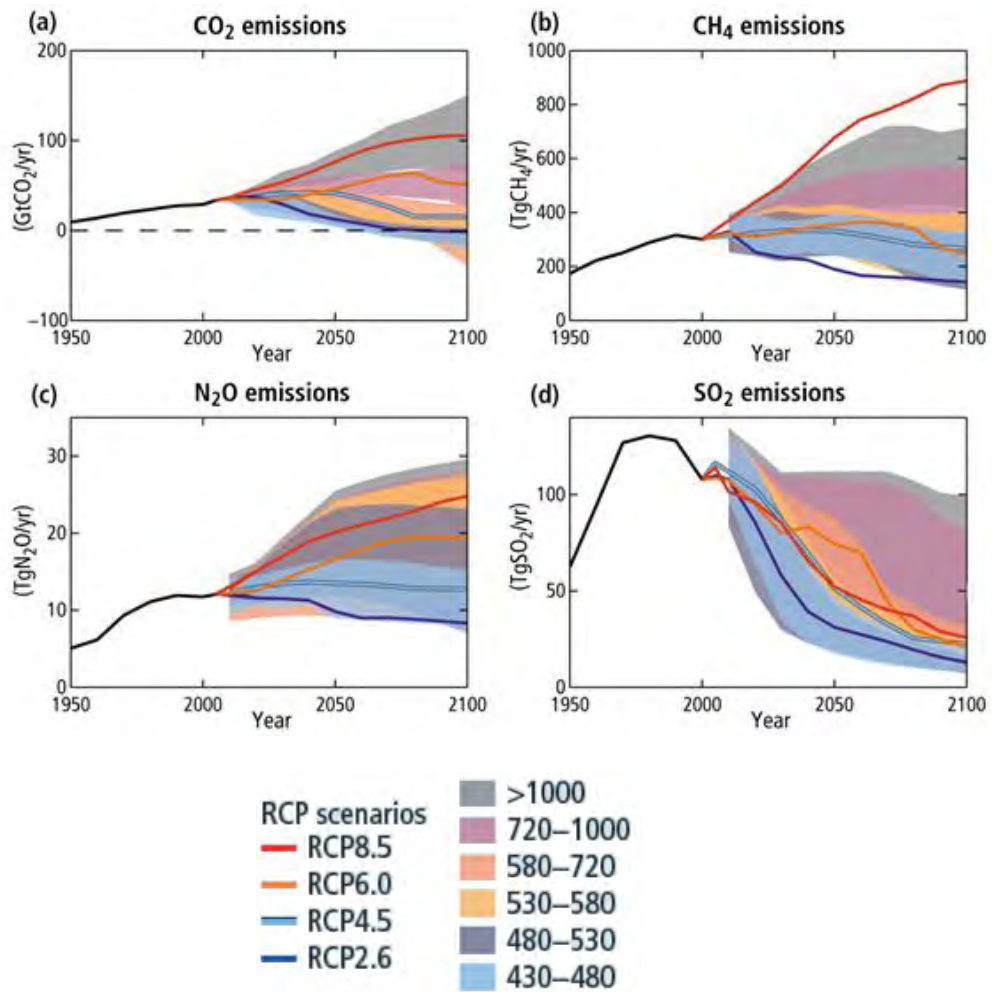 (a) CO₂ emissions
200
100
0
−100
(GtCO₂/yr)
1950 2000 2050 2100
Year
(b) CH₄ emissions
1000
800
600
400
200
0
(TgCH₄/yr)
1950 2000 2050 2100
Year
(c) N₂O emissions
30
20
10
0
(TgN₂O/yr)
1950 2000 2050 2100
Year
(d) SO₂ emissions
100
50
0
(TgSO₂/yr)
1950 2000 2050 2100
Year
RCP scenarios
RCP8.5
RCP6.0
RCP4.5
RCP2.6
>1000
720–1000
580–720
530–580
480–530
430–480